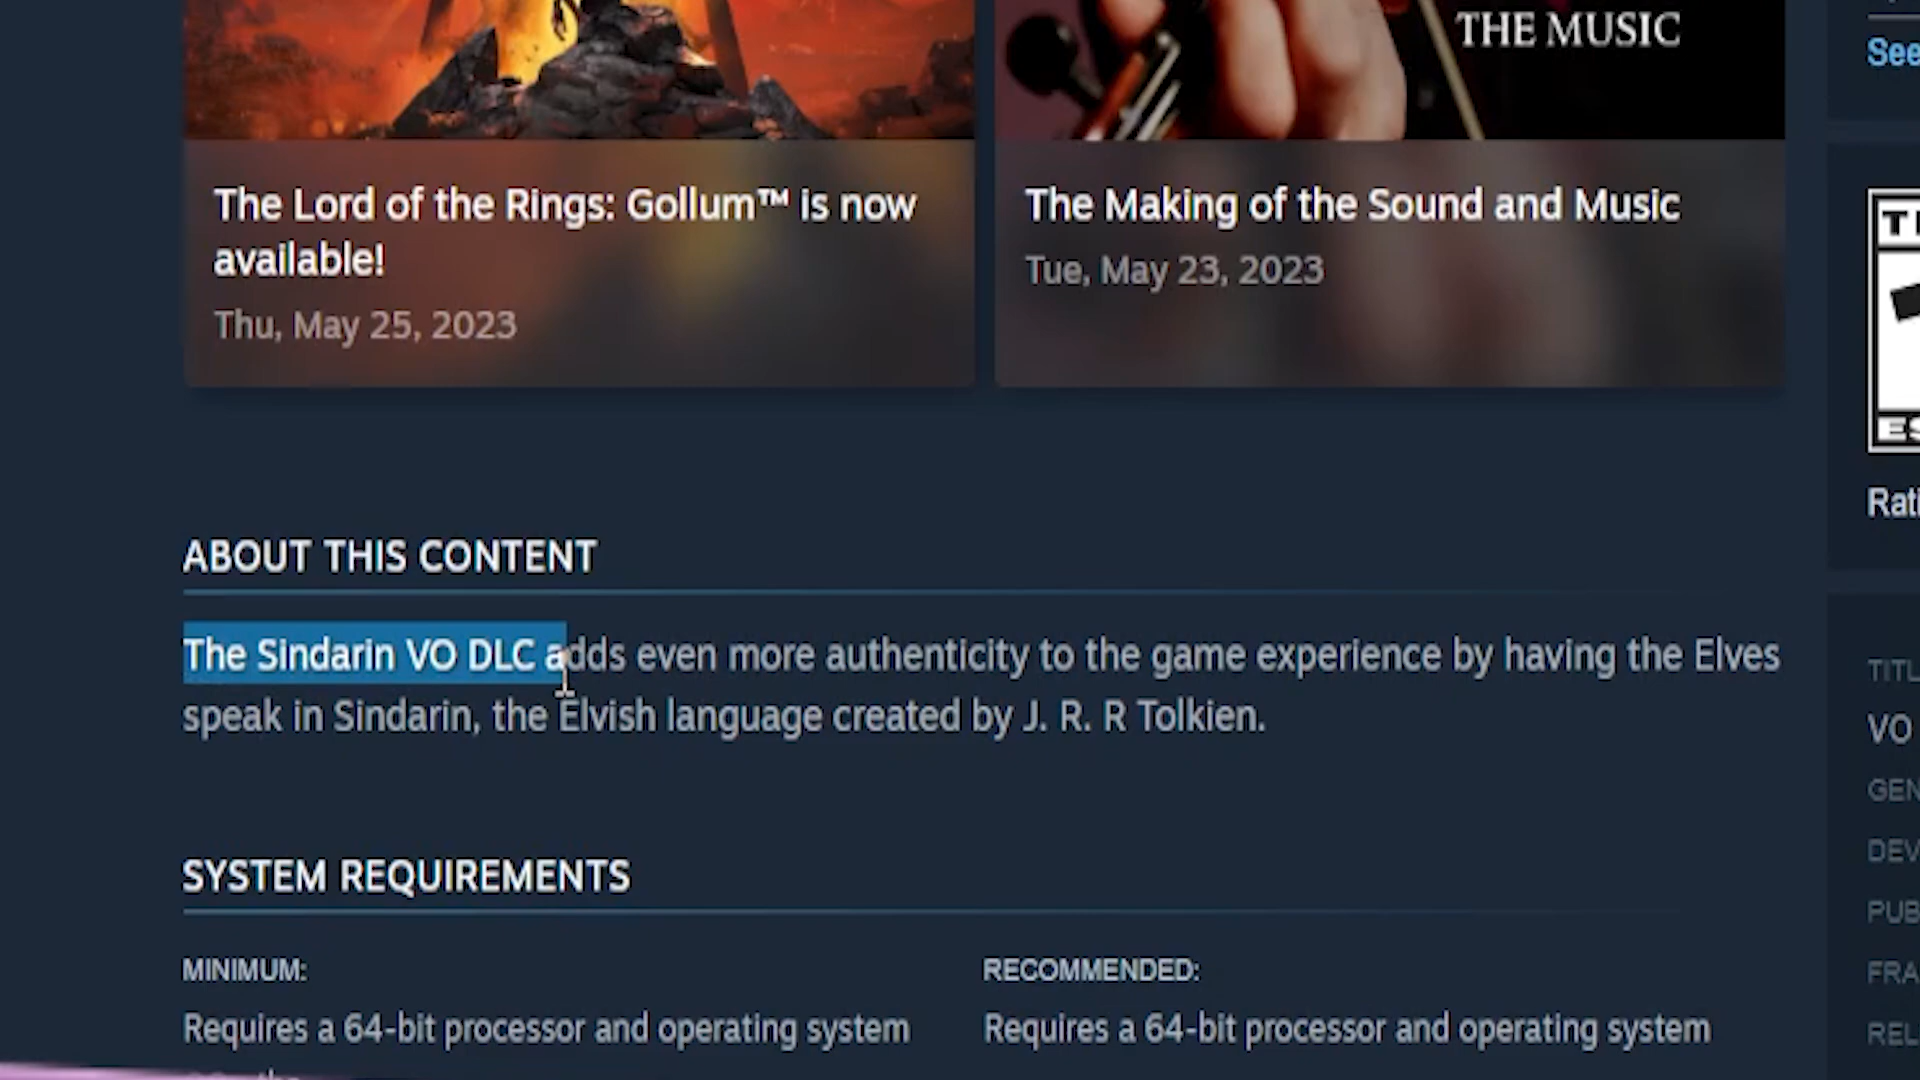 THE MUSIC
See
The Lord of the Rings: Gollum™ is now
available!
Thu, May 25, 2023
The Making of the Sound and Music
Tue, May 23, 2023
ABOUT THIS CONTENT
The Sindarin VO DLC adds even more authenticity to the game experience by having the Elves
speak in Sindarin, the Elvish language created by J. R. R Tolkien.
VO
SYSTEM REQUIREMENTS
MINIMUM:
RECOMMENDED:
Requires a 64-bit processor and operating system
Requires a 64-bit processor and operating system